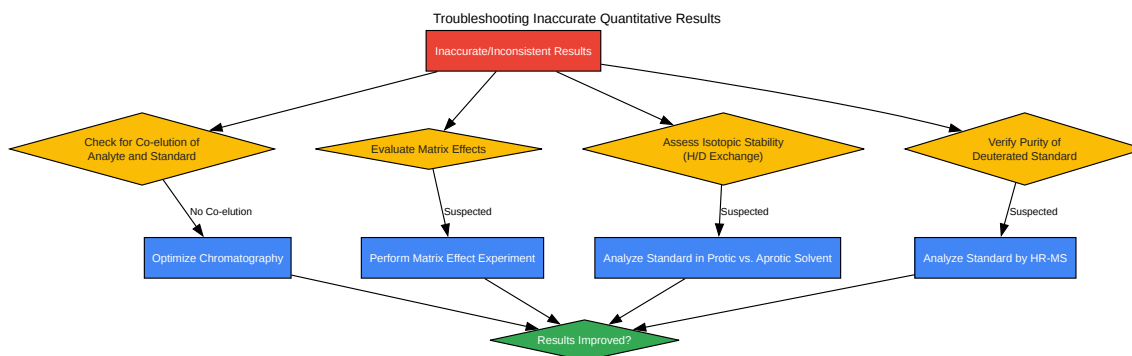 Troubleshooting Inaccurate Quantitative Results
Inaccurate/Inconsistent Results
Check for Co-elution of
Analyte and Standard
Evaluate Matrix Effects
Assess Isotopic Stability
(H/D Exchange)
Verify Purity of
Deuterated Standard
No Co-elution
Suspected
Suspected
Suspected
Optimize Chromatography
Perform Matrix Effect Experiment
Analyze Standard in Protic vs. Aprotic Solvent
Analyze Standard by HR-MS
Results Improved?